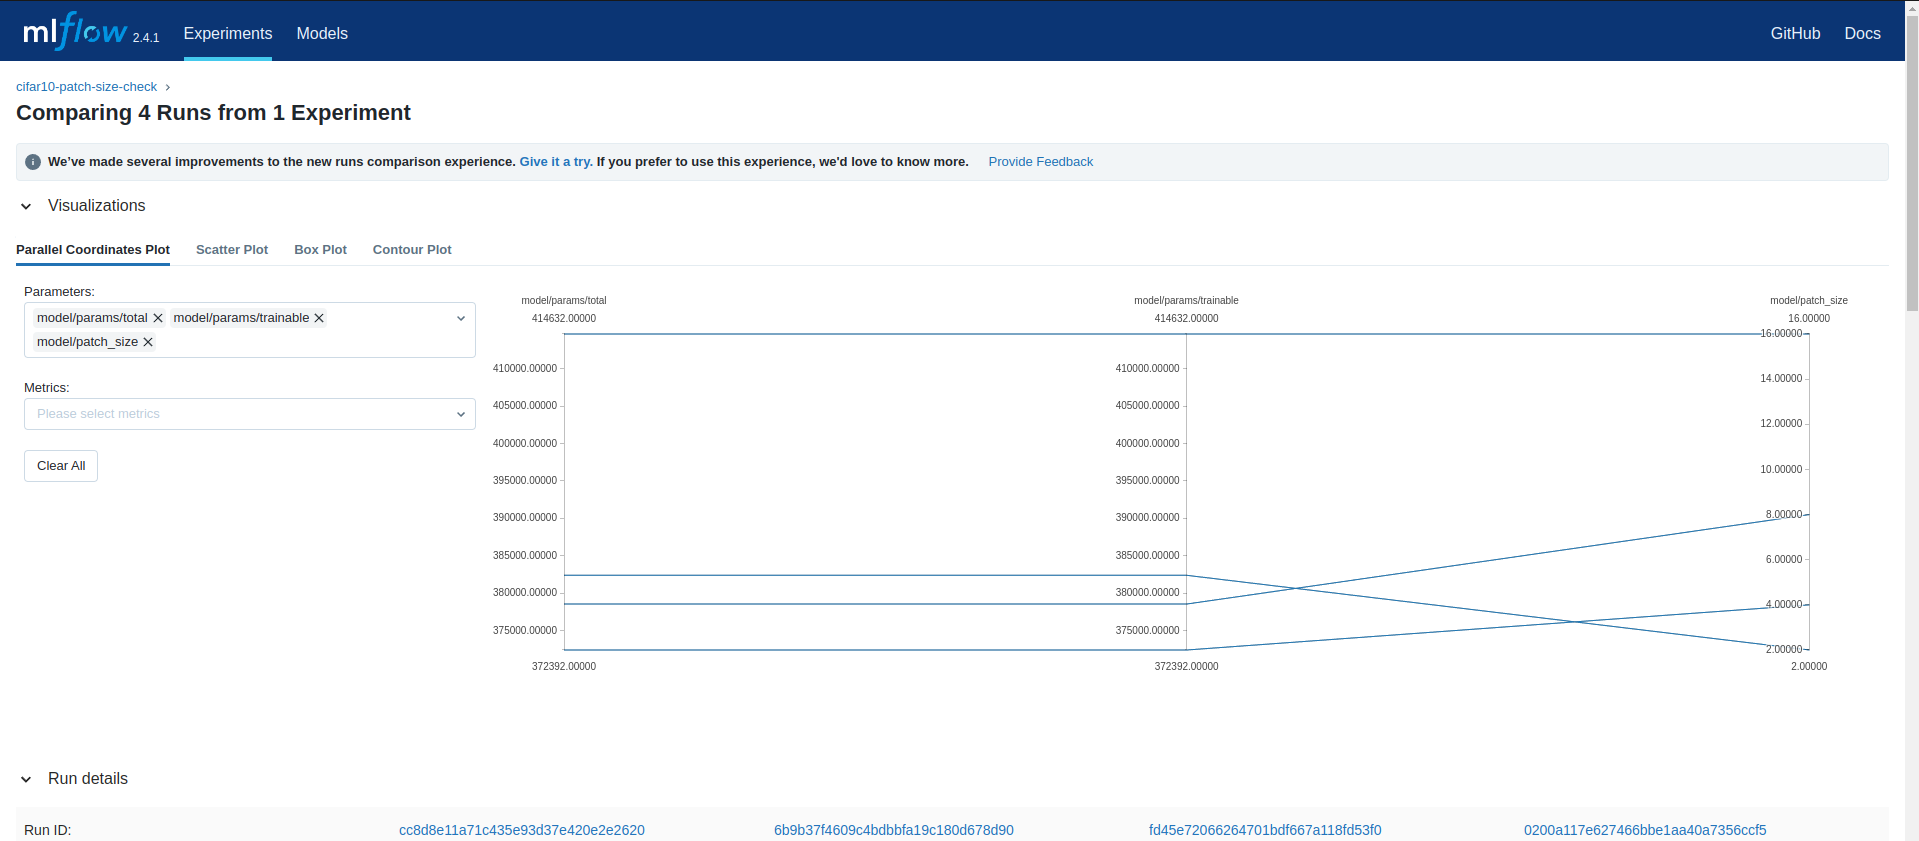 mlflow 2.4.1 Experiments Models GitHub Docs
cifar10-patch-size-check ›
Comparing 4 Runs from 1 Experiment
We've made several improvements to the new runs comparison experience. Give it a try. If you prefer to use this experience, we'd love to know more. Provide Feedback
Visualizations
Parallel Coordinates Plot Scatter Plot Box Plot Contour Plot
Parameters:
model/params/total model/params/trainable
model/patch_size
Metrics:
Please select metrics
Clear All
model/params/total model/params/trainable model/patch_size
414632.00000 414632.00000 16.00000
16.00000
410000.00000 410000.00000 14.00000
405000.00000 405000.00000 12.00000
400000.00000 400000.00000 10.00000
395000.00000 395000.00000
390000.00000 390000.00000 8.00000
385000.00000 385000.00000 6.00000
380000.00000 380000.00000 4.00000
375000.00000 375000.00000 2.00000
372392.00000 372392.00000 2.00000
Run details
Run ID: cc8d8e11a71c435e93d37e420e2e2620 6b9b37f4609c4bdbbfa19c180d678d90 fd45e72066264701bdf667a118fd53f0 0200a117e627466bbe1aa40a7356ccf5